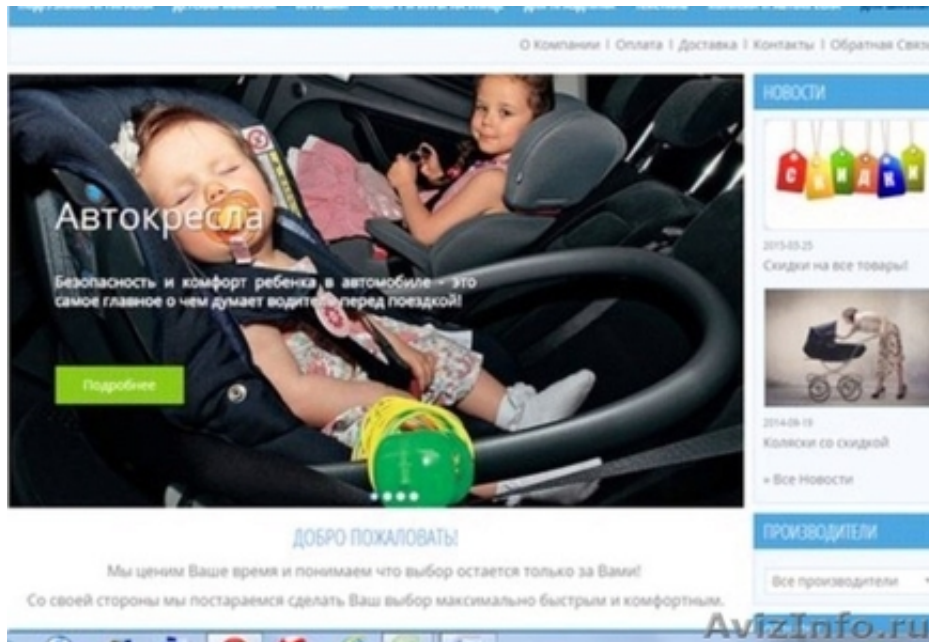 О Компании | Оплата | Доставка | Контакты | Обратная Связь
НОВОСТИ
СКИДКИ
2015-03-25
Скидки на все товары!
2014-09-19
Коляски со скидкой
» Все Новости
ПРОИЗВОДИТЕЛИ
Все производители
Автокресла
Безопасность и комфорт ребенка в автомобиле - это
самое главное о чем думает водитель перед поездкой!
Подробнее
ДОБРО ПОЖАЛОВАТЬ!
Мы ценим Ваше время и понимаем что выбор остается только за Вами!
Со своей стороны мы постараемся сделать Ваш выбор максимально быстрым и комфортным.
AvizInfo.ru